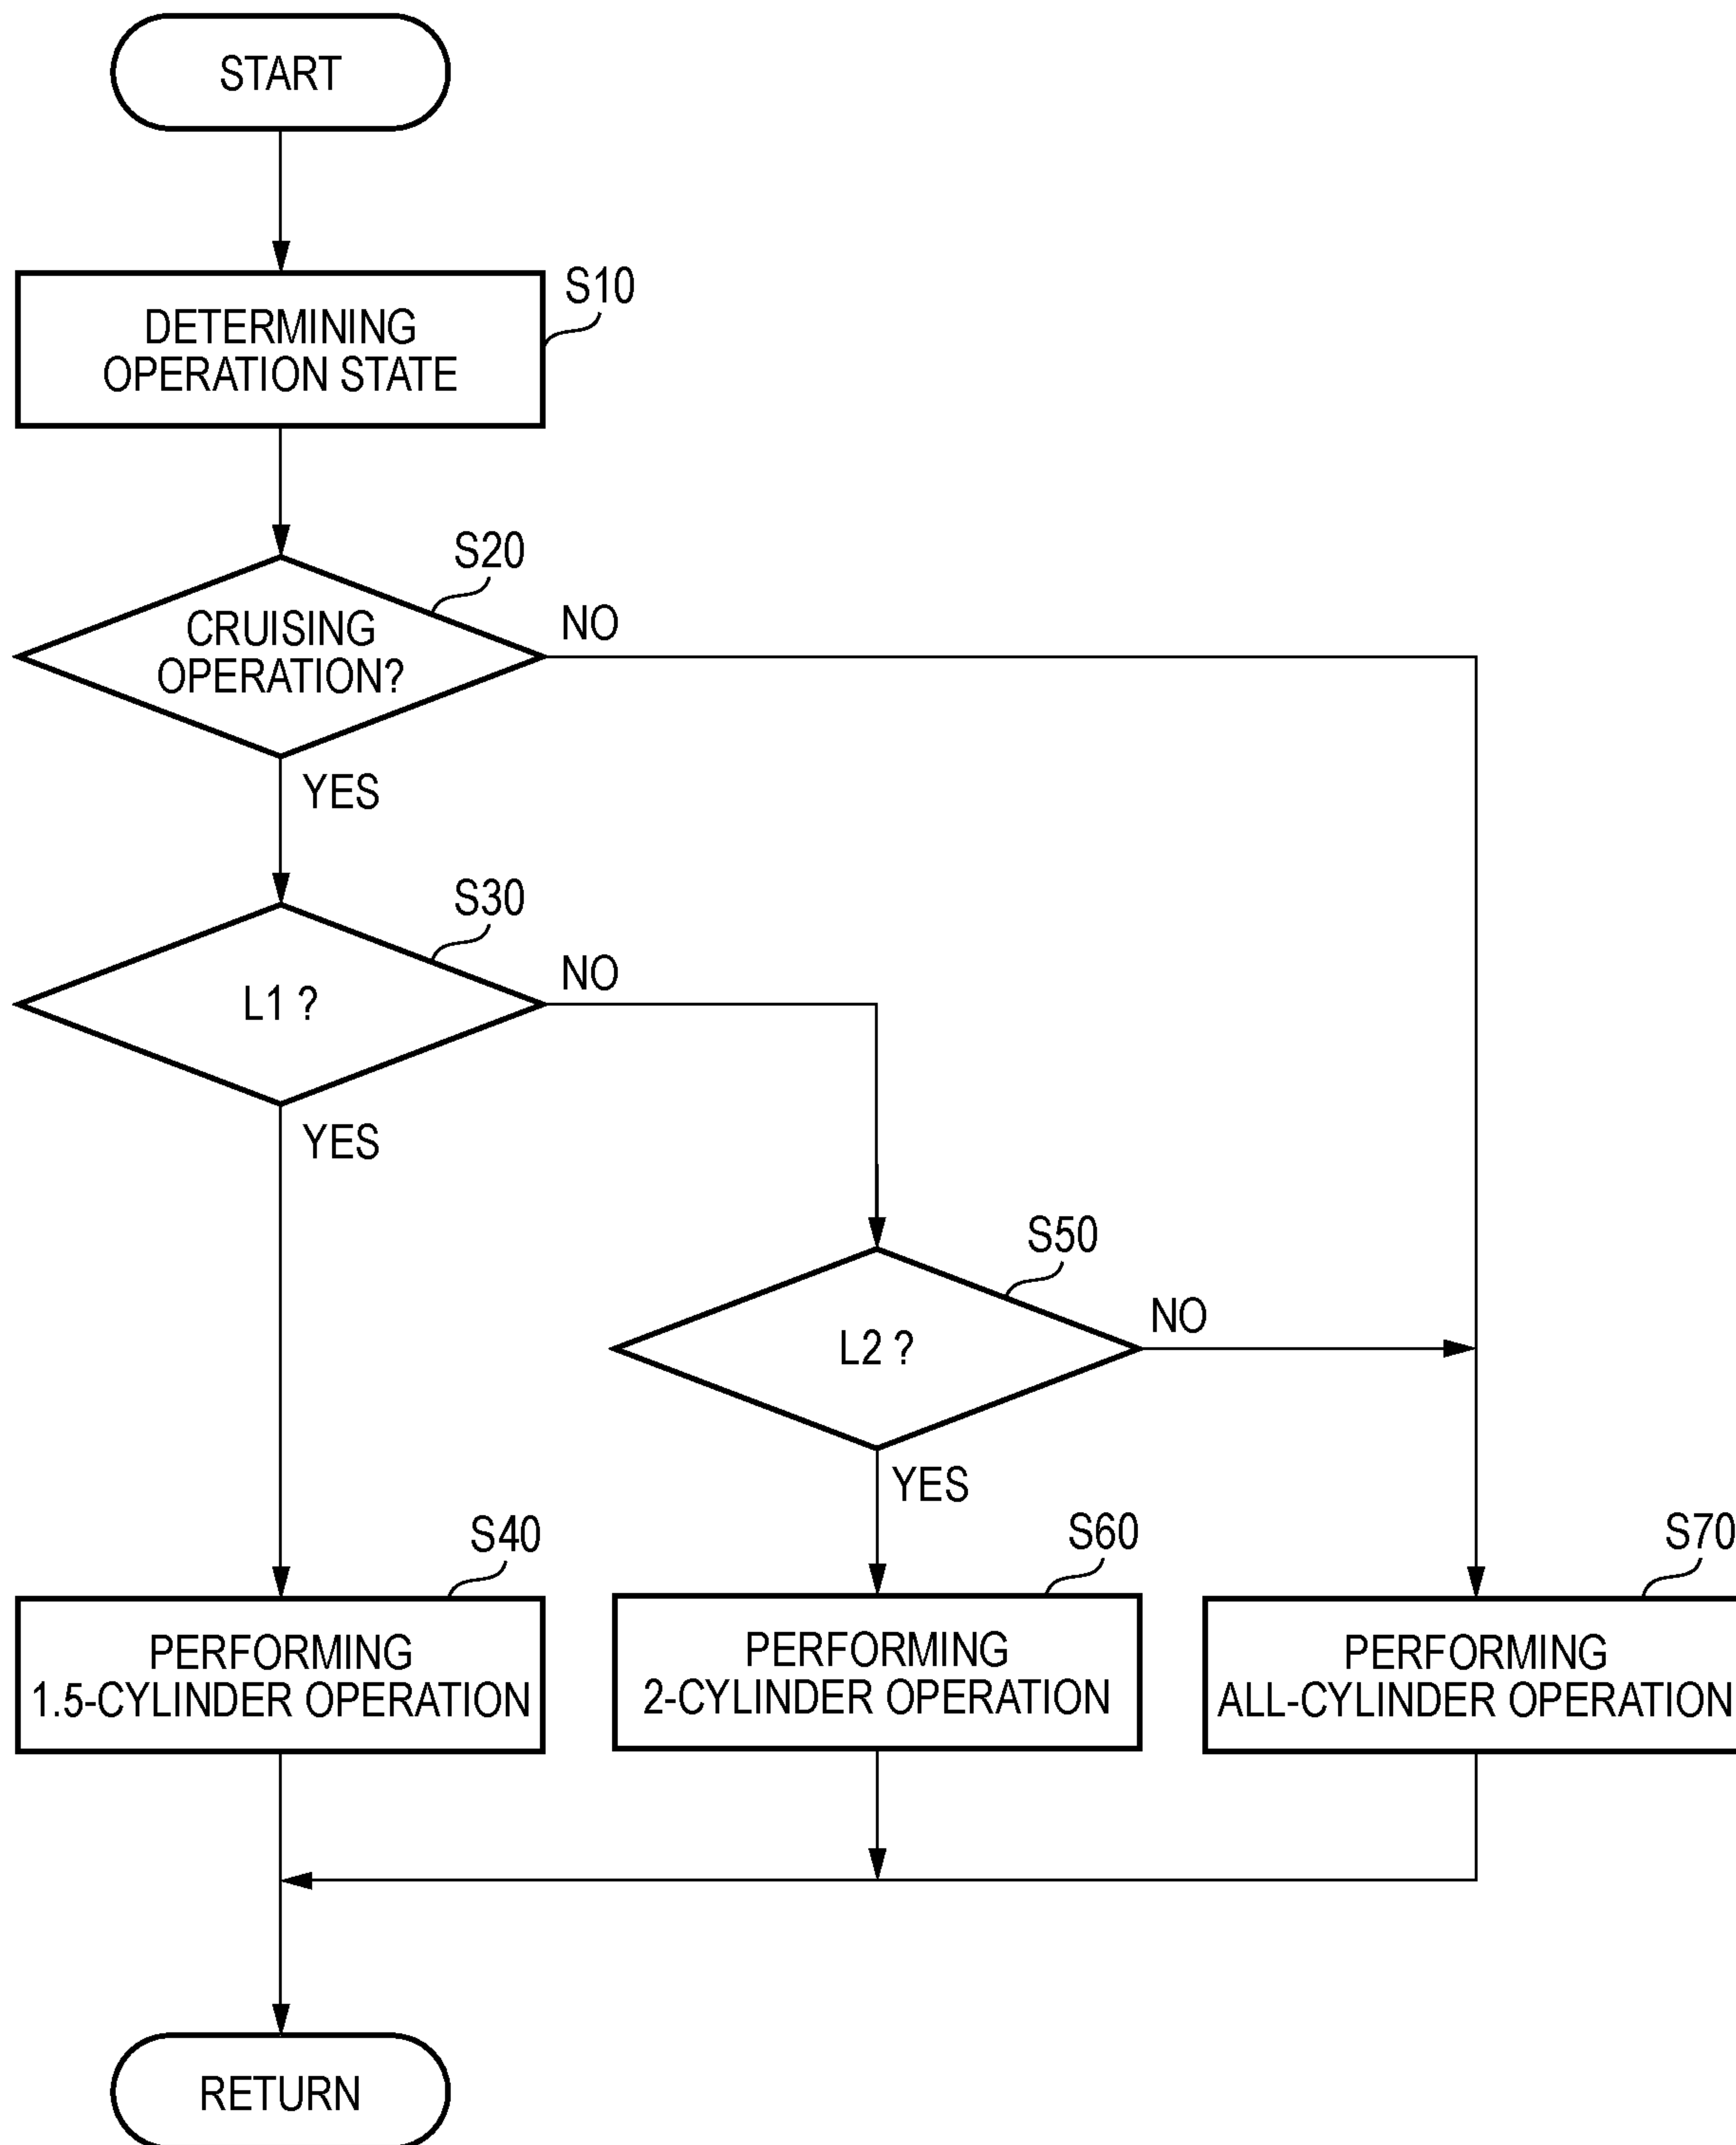 START
S10
DETERMINING
OPERATION STATE
S20
CRUISING
OPERATION?
NO
YES
S30
L1 ?
NO
YES
S50
L2 ?
NO
YES
S40
PERFORMING
1.5-CYLINDER OPERATION
S60
PERFORMING
2-CYLINDER OPERATION
S70
PERFORMING
ALL-CYLINDER OPERATION
RETURN